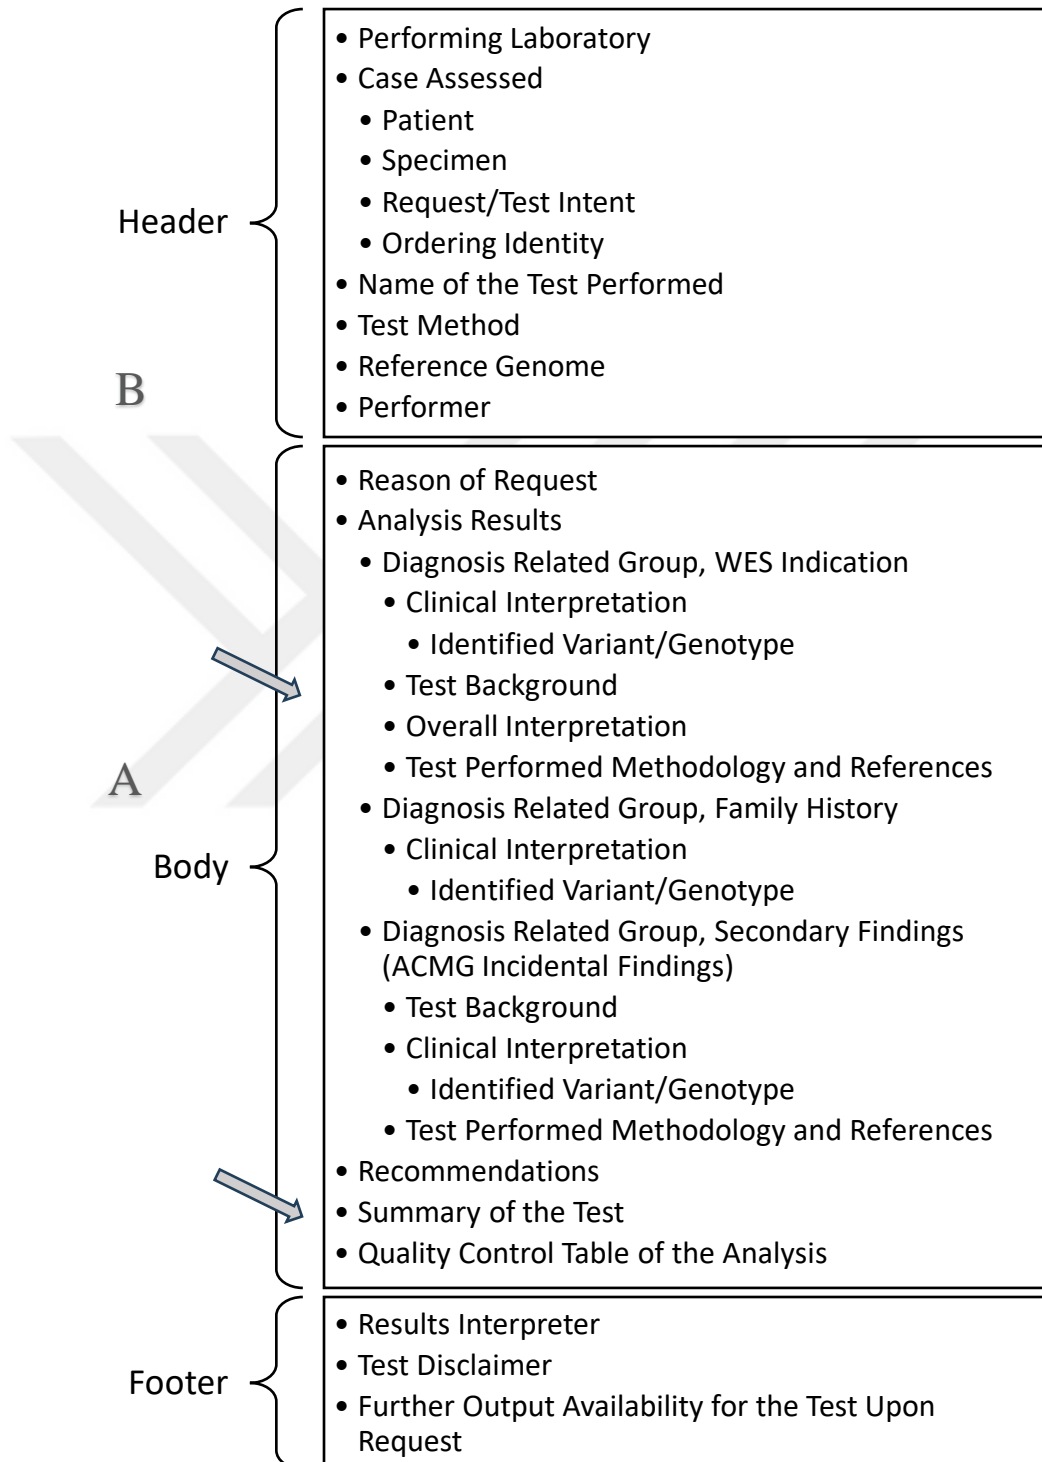 Header
• Performing Laboratory
• Case Assessed
• Patient
• Specimen
• Request/Test Intent
• Ordering Identity
• Name of the Test Performed
• Test Method
• Reference Genome
• Performer
B
A
Body
• Reason of Request
• Analysis Results
• Diagnosis Related Group, WES Indication
• Clinical Interpretation
• Identified Variant/Genotype
• Test Background
• Overall Interpretation
• Test Performed Methodology and References
• Diagnosis Related Group, Family History
• Clinical Interpretation
• Identified Variant/Genotype
• Diagnosis Related Group, Secondary Findings
(ACMG Incidental Findings)
• Test Background
• Clinical Interpretation
• Identified Variant/Genotype
• Test Performed Methodology and References
• Recommendations
• Summary of the Test
• Quality Control Table of the Analysis
Footer
• Results Interpreter
• Test Disclaimer
• Further Output Availability for the Test Upon
Request